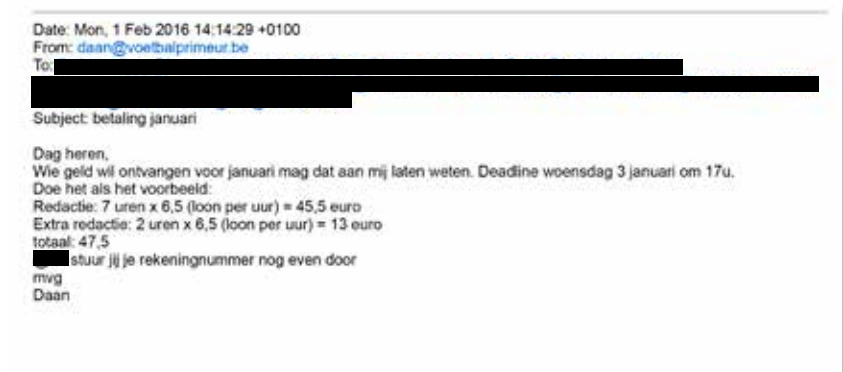 Date: Mon, 1 Feb 2016 14:14:29 +0100
From: daan@voetbalprimeur.be
To:
Subject: betaling januari
Dag heren,
Wie geld wil ontvangen voor januari mag dat aan mij laten weten. Deadline woensdag 3 januari om 17u.
Doe het als het voorbeeld:
Redactie: 7 uren x 6,5 (loon per uur) = 45,5 euro
Extra redactie: 2 uren x 6,5 (loon per uur) = 13 euro
totaal: 47,5
stuur jij je rekeningnummer nog even door
mvg
Daan